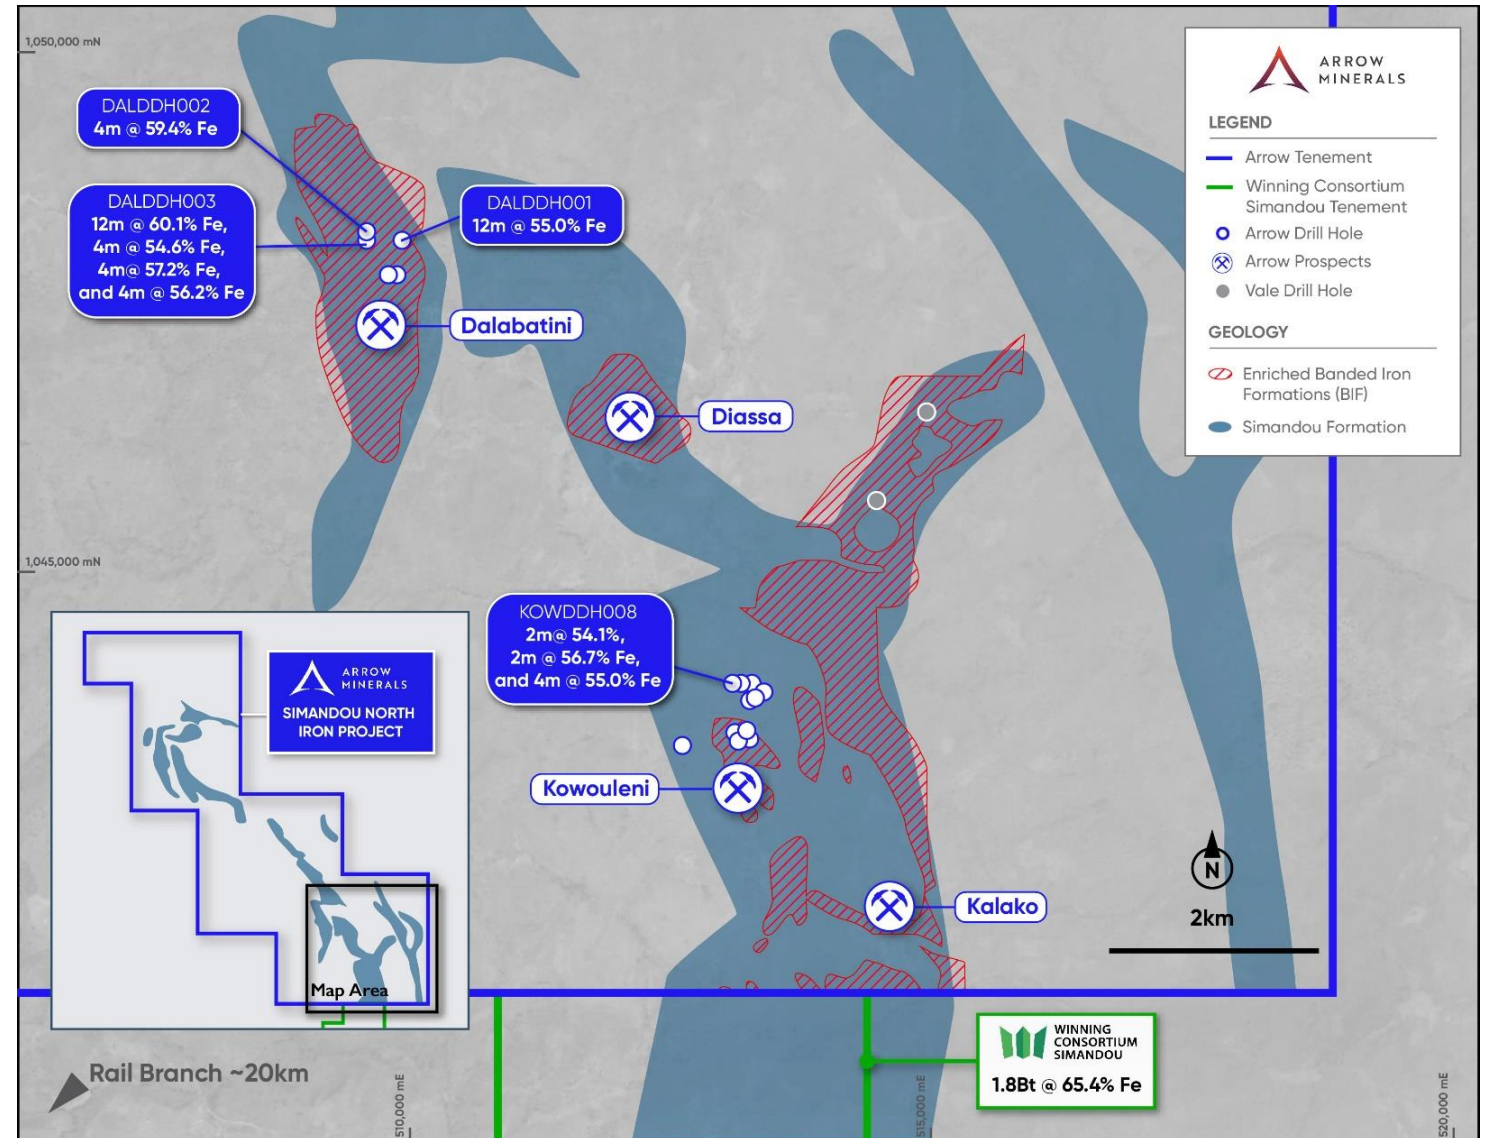 1,050,000 mN
DALDDH002
4m @ 59.4% Fe
DALDDH003
12m @ 60.1% Fe,
4m @ 54.6% Fe,
4m@ 57.2% Fe,
and 4m @ 56.2% Fe
DALDDH001
12m @ 55.0% Fe
Dalabatini
Diassa
ARROW
MINERALS
LEGEND
Arrow Tenement
Winning Consortium
Simandou Tenement
Arrow Drill Hole
Arrow Prospects
Vale Drill Hole
GEOLOGY
Enriched Banded Iron
Formations (BIF)
Simandou Formation
1,045,000 mN
KOWDDH008
2m@ 54.1%,
2m @ 56.7% Fe,
and 4m @ 55.0% Fe
Kowouleni
Kalako
N
2km
ARROW
MINERALS
SIMANDOU NORTH
IRON PROJECT
Map Area
WINNING
CONSORTIUM
SIMANDOU
1.8Bt @ 65.4% Fe
Rail Branch ~20km
510,000 mE
515,000 mE
520,000 mE